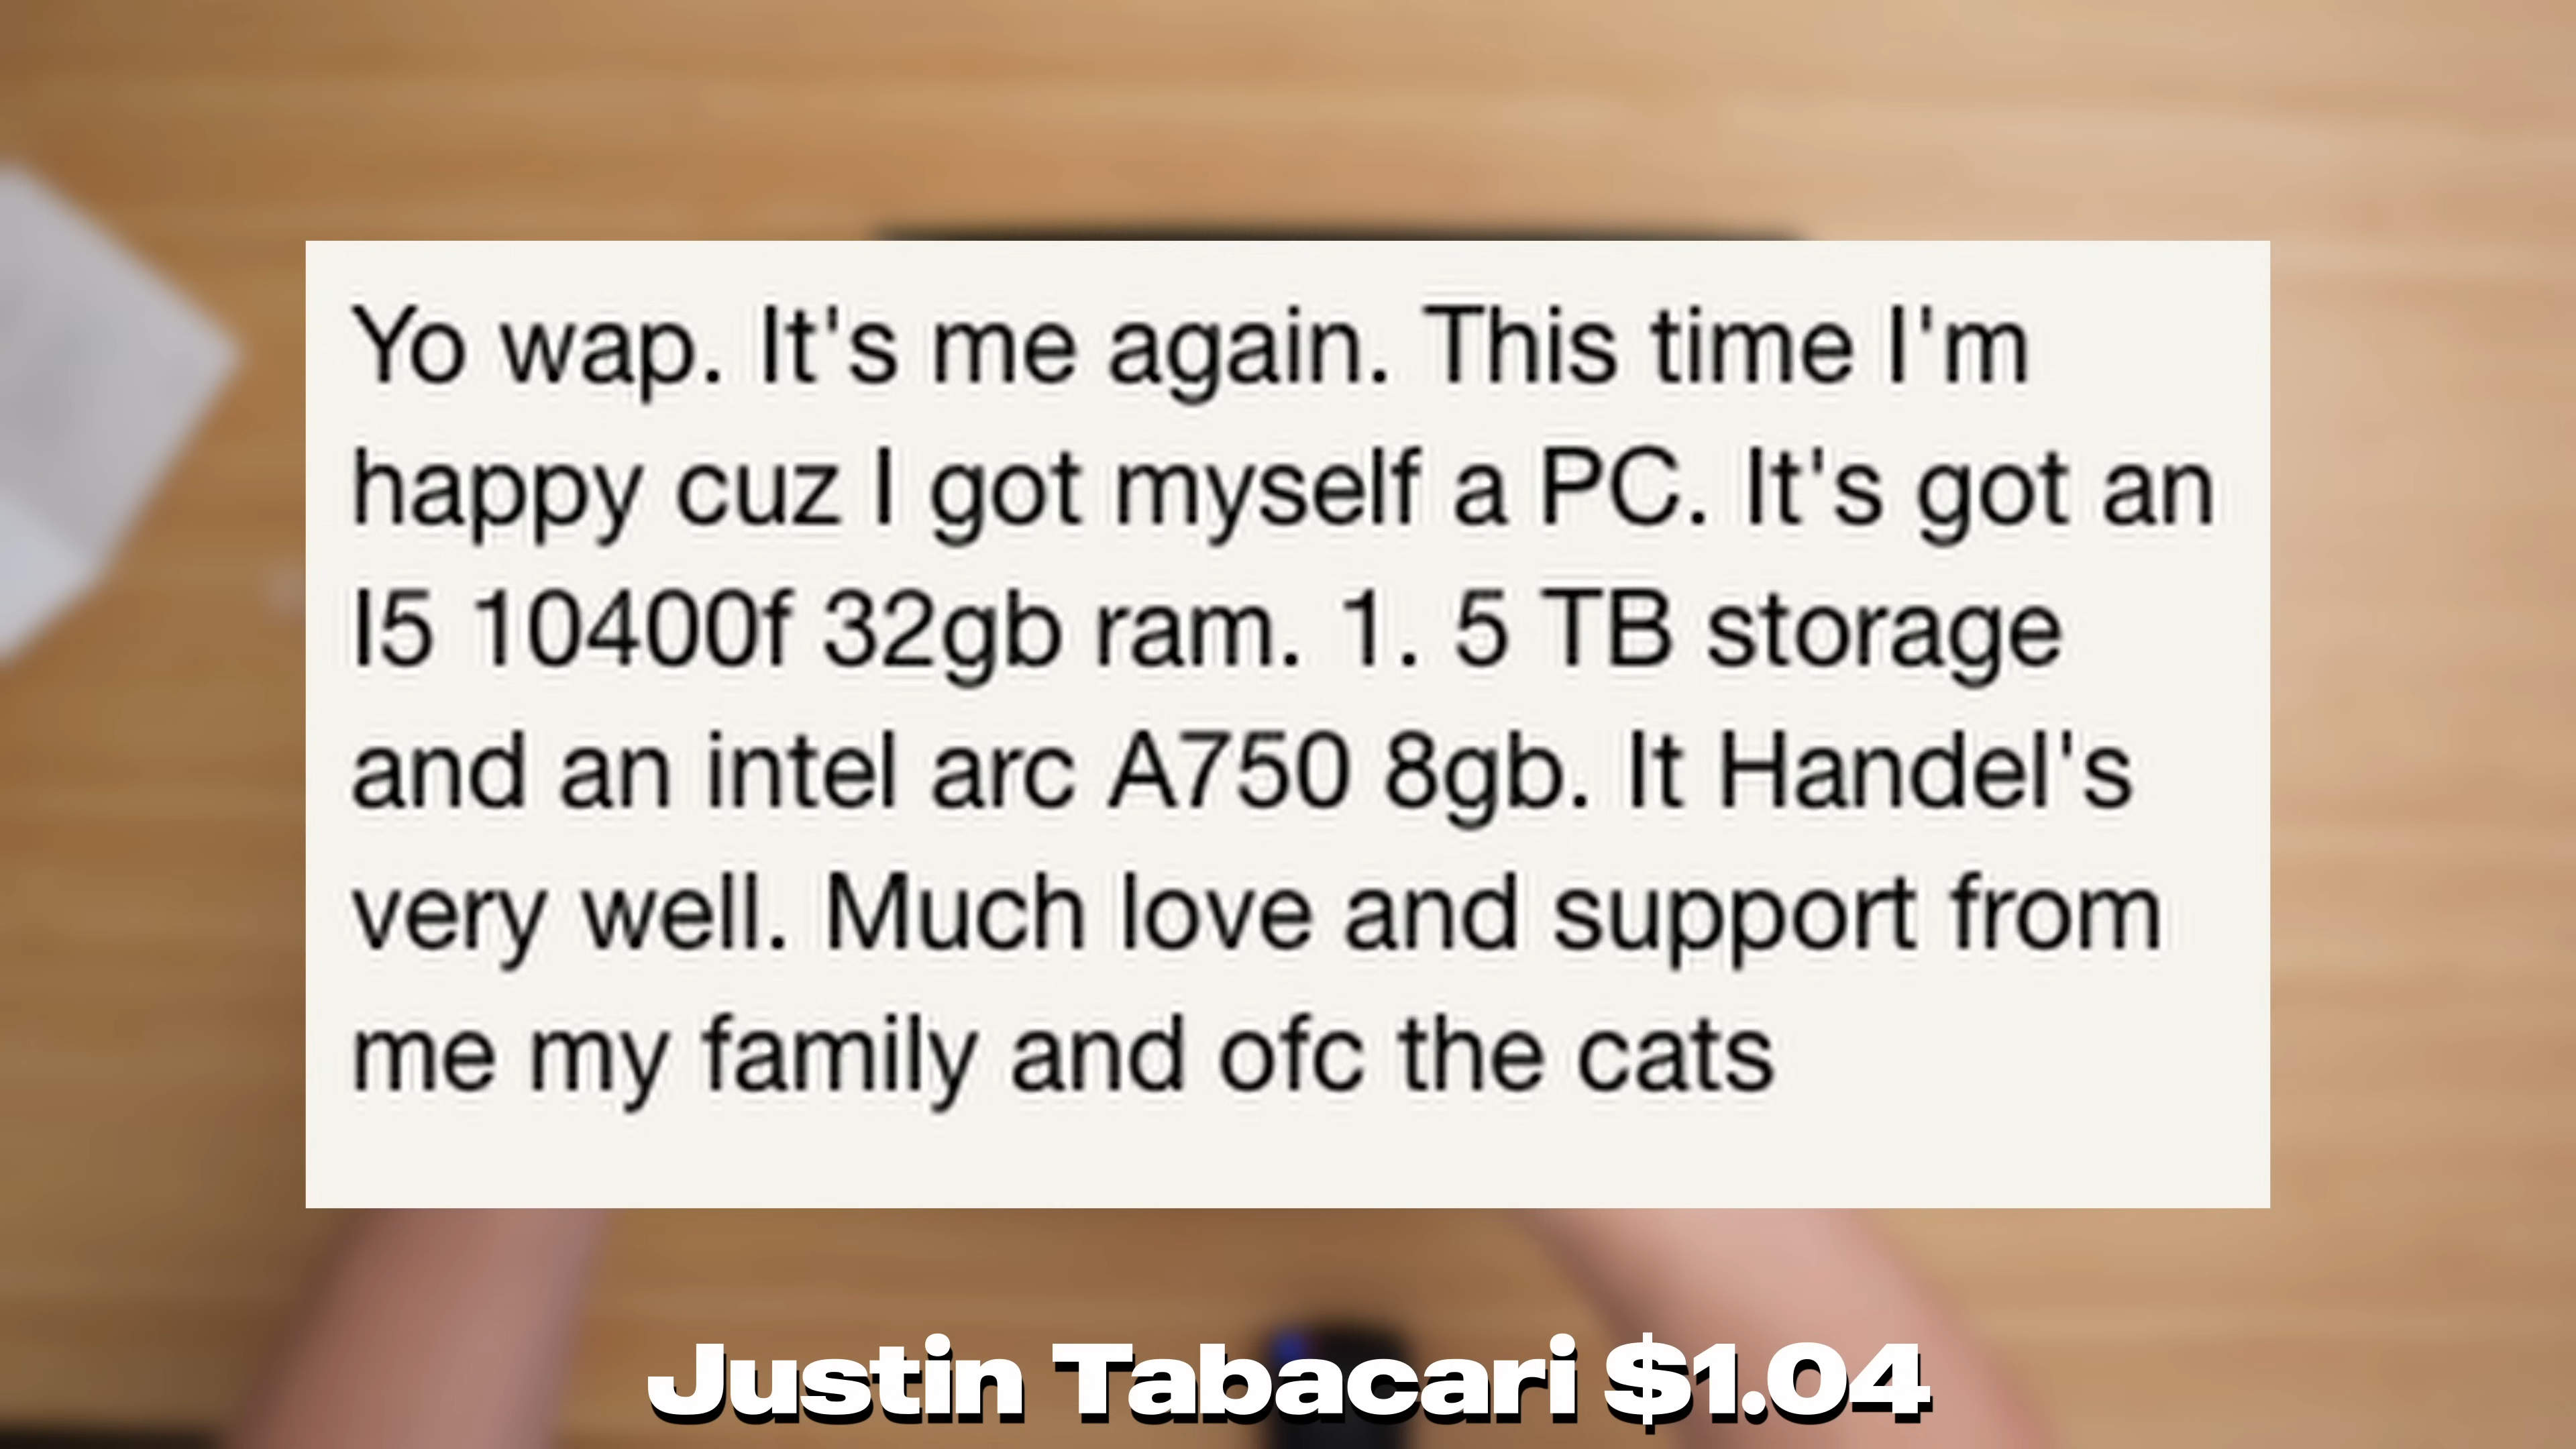 Yo wap. It's me again. This time I'm
happy cuz I got myself a PC. It's got an
I5 10400f 32gb ram. 1. 5 TB storage
and an intel arc A750 8gb. It Handel's
very well. Much love and support from
me my family and ofc the cats
Justin Tabacari $1.04